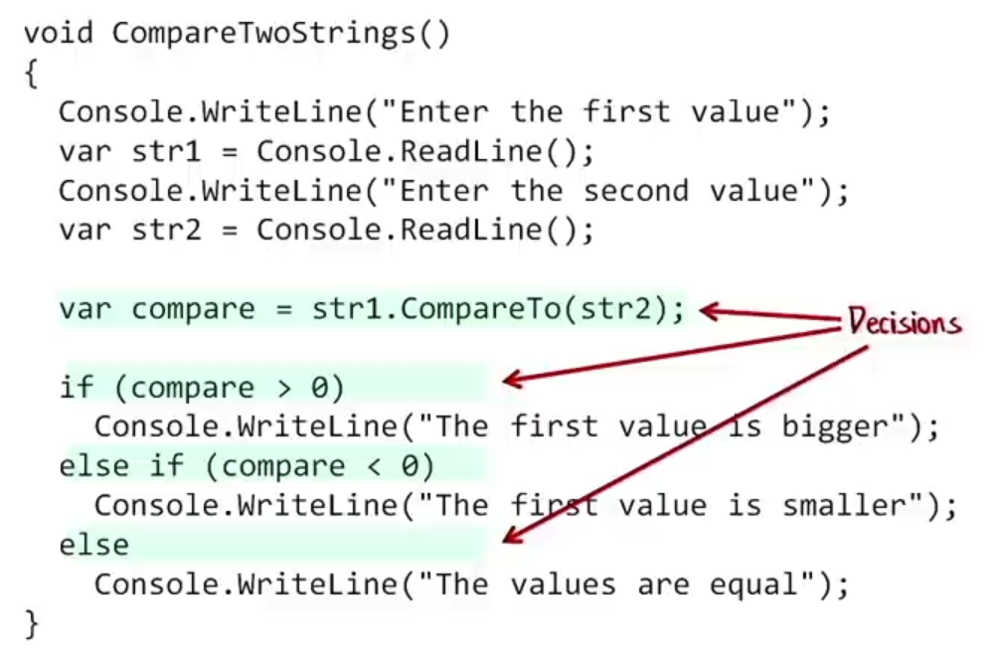 void CompareTwoStrings()
{
  Console.WriteLine("Enter the first value");
  var str1 = Console.ReadLine();
  Console.WriteLine("Enter the second value");
  var str2 = Console.ReadLine();

  var compare = str1.CompareTo(str2);
Decisions
  if (compare > 0)
    Console.WriteLine("The first value is bigger");
  else if (compare < 0)
    Console.WriteLine("The first value is smaller");
  else
    Console.WriteLine("The values are equal");
}